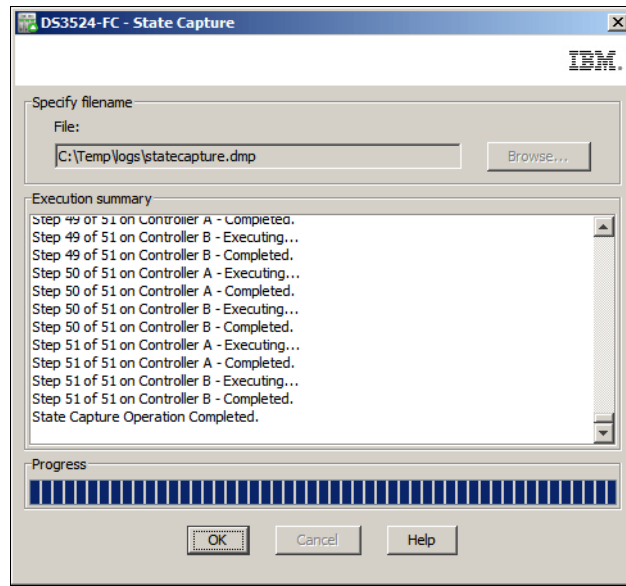 DS3524-FC - State Capture
IBM.
Specify filename
File:
C:\Temp\logs\statecapture.dmp
Browse...
Execution summary
Step 49 of 51 on Controller A - Completed.
Step 49 of 51 on Controller B - Executing...
Step 49 of 51 on Controller B - Completed.
Step 50 of 51 on Controller A - Executing...
Step 50 of 51 on Controller A - Completed.
Step 50 of 51 on Controller B - Executing...
Step 50 of 51 on Controller B - Completed.
Step 51 of 51 on Controller A - Executing...
Step 51 of 51 on Controller A - Completed.
Step 51 of 51 on Controller B - Executing...
Step 51 of 51 on Controller B - Completed.
State Capture Operation Completed.
Progress
OK
Cancel
Help